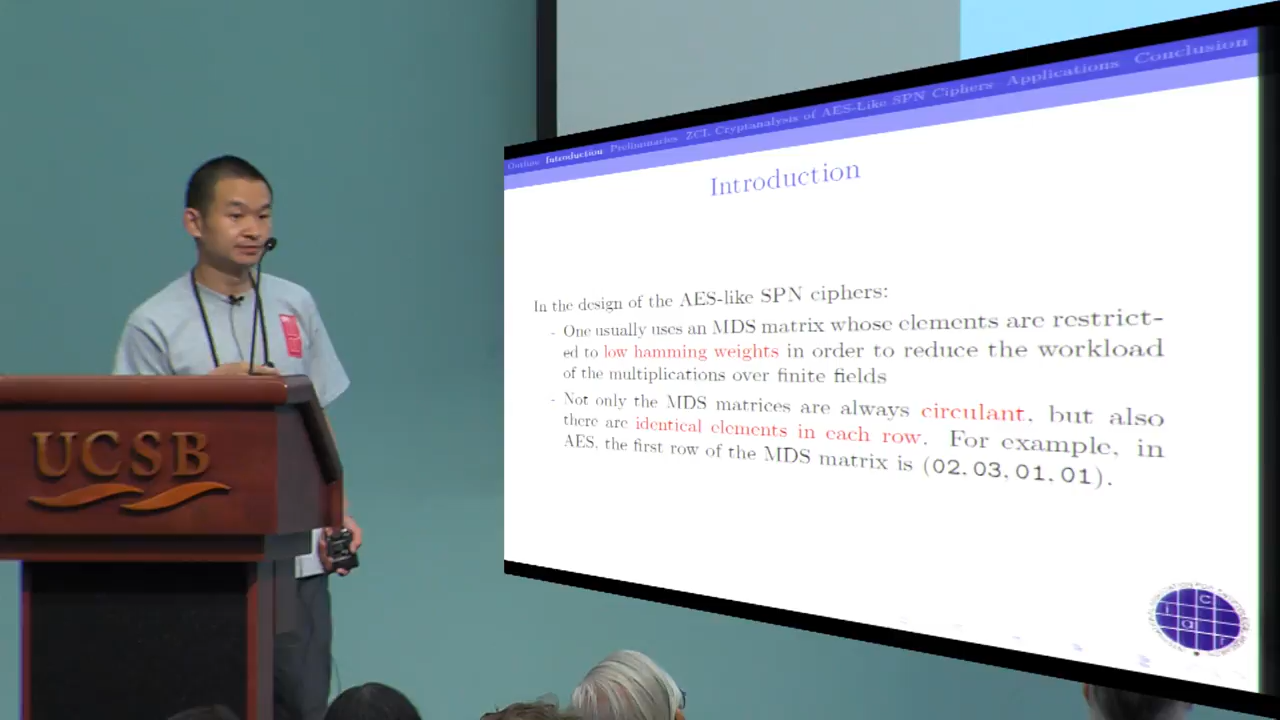 Outline Introduction Preliminaries ZCL Cryptanalysis of AES-Like SPN Ciphers Applications Conclusion
Introduction
In the design of the AES-like SPN ciphers:
- One usually uses an MDS matrix whose elements are restrict-
ed to low hamming weights in order to reduce the workload
of the multiplications over finite fields
- Not only the MDS matrices are always circulant, but also
there are identical elements in each row. For example, in
AES, the first row of the MDS matrix is (02, 03, 01, 01).
UCSB
i c a r